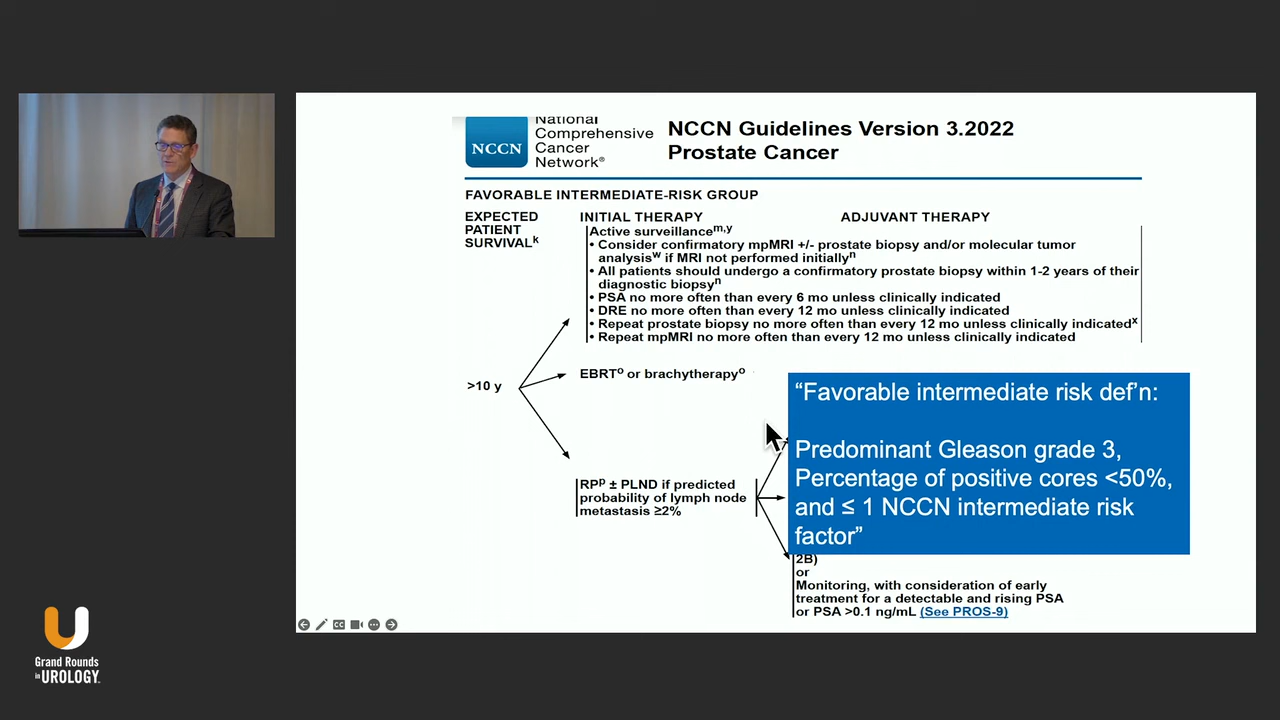 NCCN
National
Comprehensive
Cancer
Network®
NCCN Guidelines Version 3.2022
Prostate Cancer
FAVORABLE INTERMEDIATE-RISK GROUP
EXPECTED
PATIENT
SURVIVALk
INITIAL THERAPY
ADJUVANT THERAPY
Active surveillancem,y
• Consider confirmatory mpMRI +/- prostate biopsy and/or molecular tumor
analysisw if MRI not performed initiallyn
• All patients should undergo a confirmatory prostate biopsy within 1-2 years of their
diagnostic biopsyn
• PSA no more often than every 6 mo unless clinically indicated
• DRE no more often than every 12 mo unless clinically indicated
• Repeat prostate biopsy no more often than every 12 mo unless clinically indicatedx
• Repeat mpMRI no more often than every 12 mo unless clinically indicated
>10 y
EBRTo or brachytherapyo
RPp ± PLND if predicted
probability of lymph node
metastasis ≥2%
“Favorable intermediate risk def’n:
Predominant Gleason grade 3,
Percentage of positive cores <50%,
and ≤ 1 NCCN intermediate risk
factor”
2B)
or
Monitoring, with consideration of early
treatment for a detectable and rising PSA
or PSA >0.1 ng/mL (See PROS-9)
CC
Grand Rounds
in UROLOGY